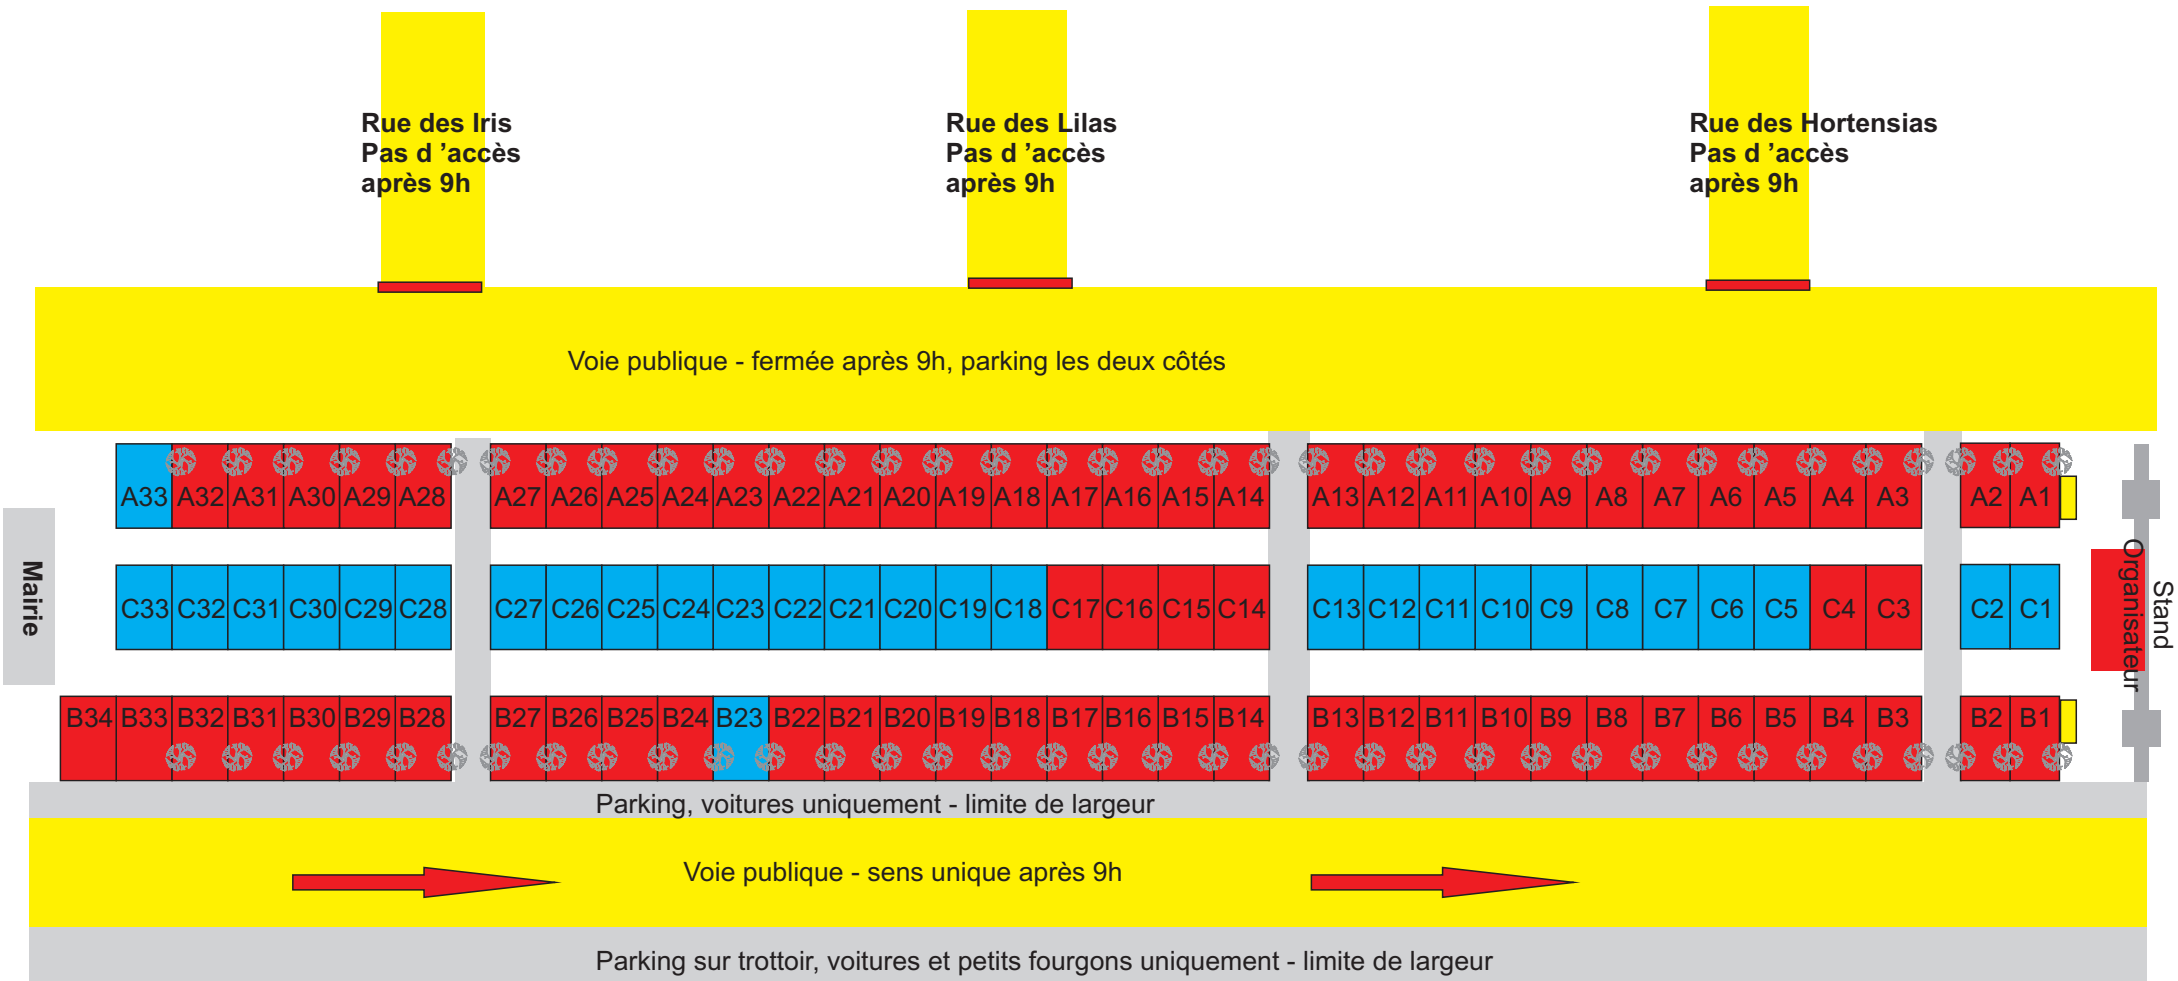 Rue des Iris
Pas d ’accès
après 9h
Rue des Lilas
Pas d ’accès
après 9h
Rue des Hortensias
Pas d ’accès
après 9h
Voie publique - fermée après 9h, parking les deux côtés
A33 A32 A31 A30 A29 A28 A27 A26 A25 A24 A23 A22 A21 A20 A19 A18 A17 A16 A15 A14 A13 A12 A11 A10 A9 A8 A7 A6 A5 A4 A3 A2 A1
Mairie
C33 C32 C31 C30 C29 C28 C27 C26 C25 C24 C23 C22 C21 C20 C19 C18 C17 C16 C15 C14 C13 C12 C11 C10 C9 C8 C7 C6 C5 C4 C3 C2 C1
Stand
Organisateur
B34 B33 B32 B31 B30 B29 B28 B27 B26 B25 B24 B23 B22 B21 B20 B19 B18 B17 B16 B15 B14 B13 B12 B11 B10 B9 B8 B7 B6 B5 B4 B3 B2 B1
Parking, voitures uniquement - limite de largeur
Voie publique - sens unique après 9h
Parking sur trottoir, voitures et petits fourgons uniquement - limite de largeur